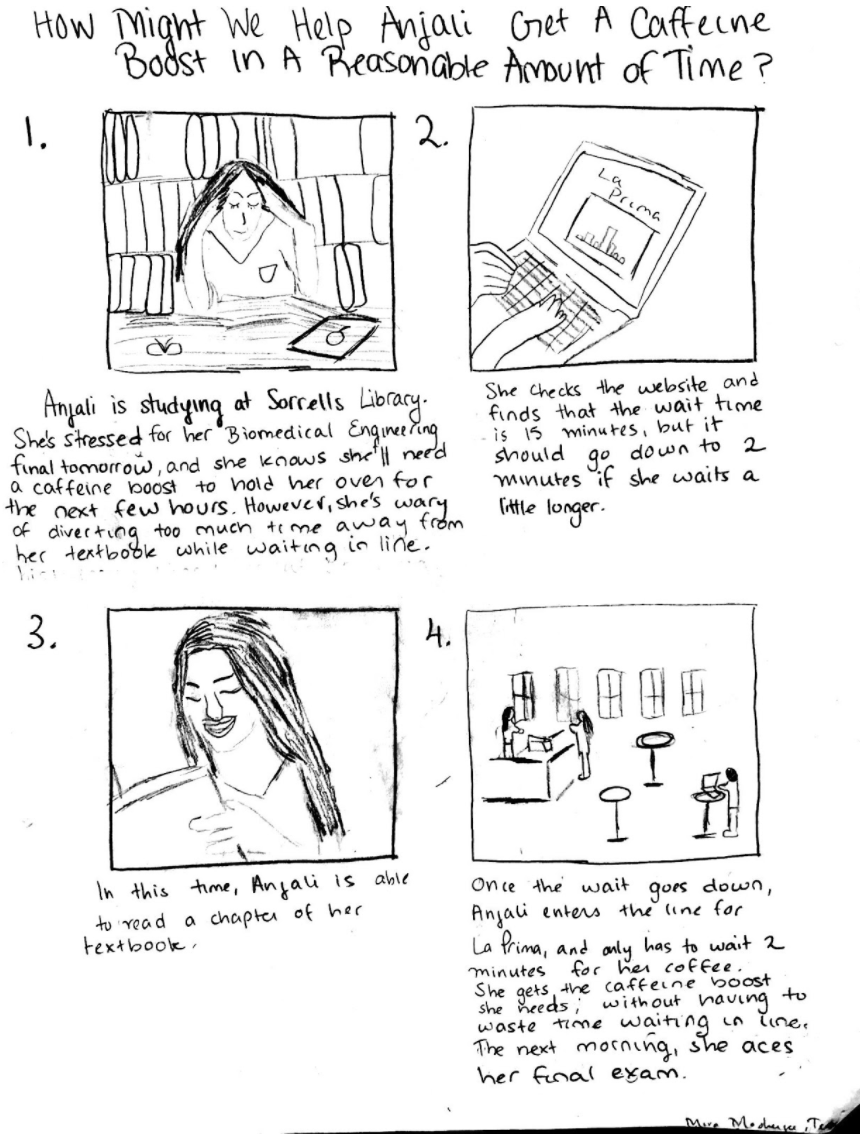 How Might We Help Anjali Get A Caffeine
Boost In A Reasonable Amount of Time?
1.
2.
La
Prima
Anjali is studying at Sorrells Library.
She's stressed for her Biomedical Engineering
final tomorrow, and she knows she'll need
a caffeine boost to hold her over for
the next few hours. However, she's wary
of diverting too much time away from
her textbook while waiting in line.
She checks the website and
finds that the wait time
is 15 minutes, but it
should go down to 2
minutes if she waits a
little longer.
3.
4.
In this time, Anjali is able
to read a chapter of her
textbook.
Once the wait goes down,
Anjali enters the line for
La Prima, and only has to wait 2
minutes for her coffee.
She gets the caffeine boost
she needs, without having to
waste time waiting in line.
The next morning, she aces
her final exam.